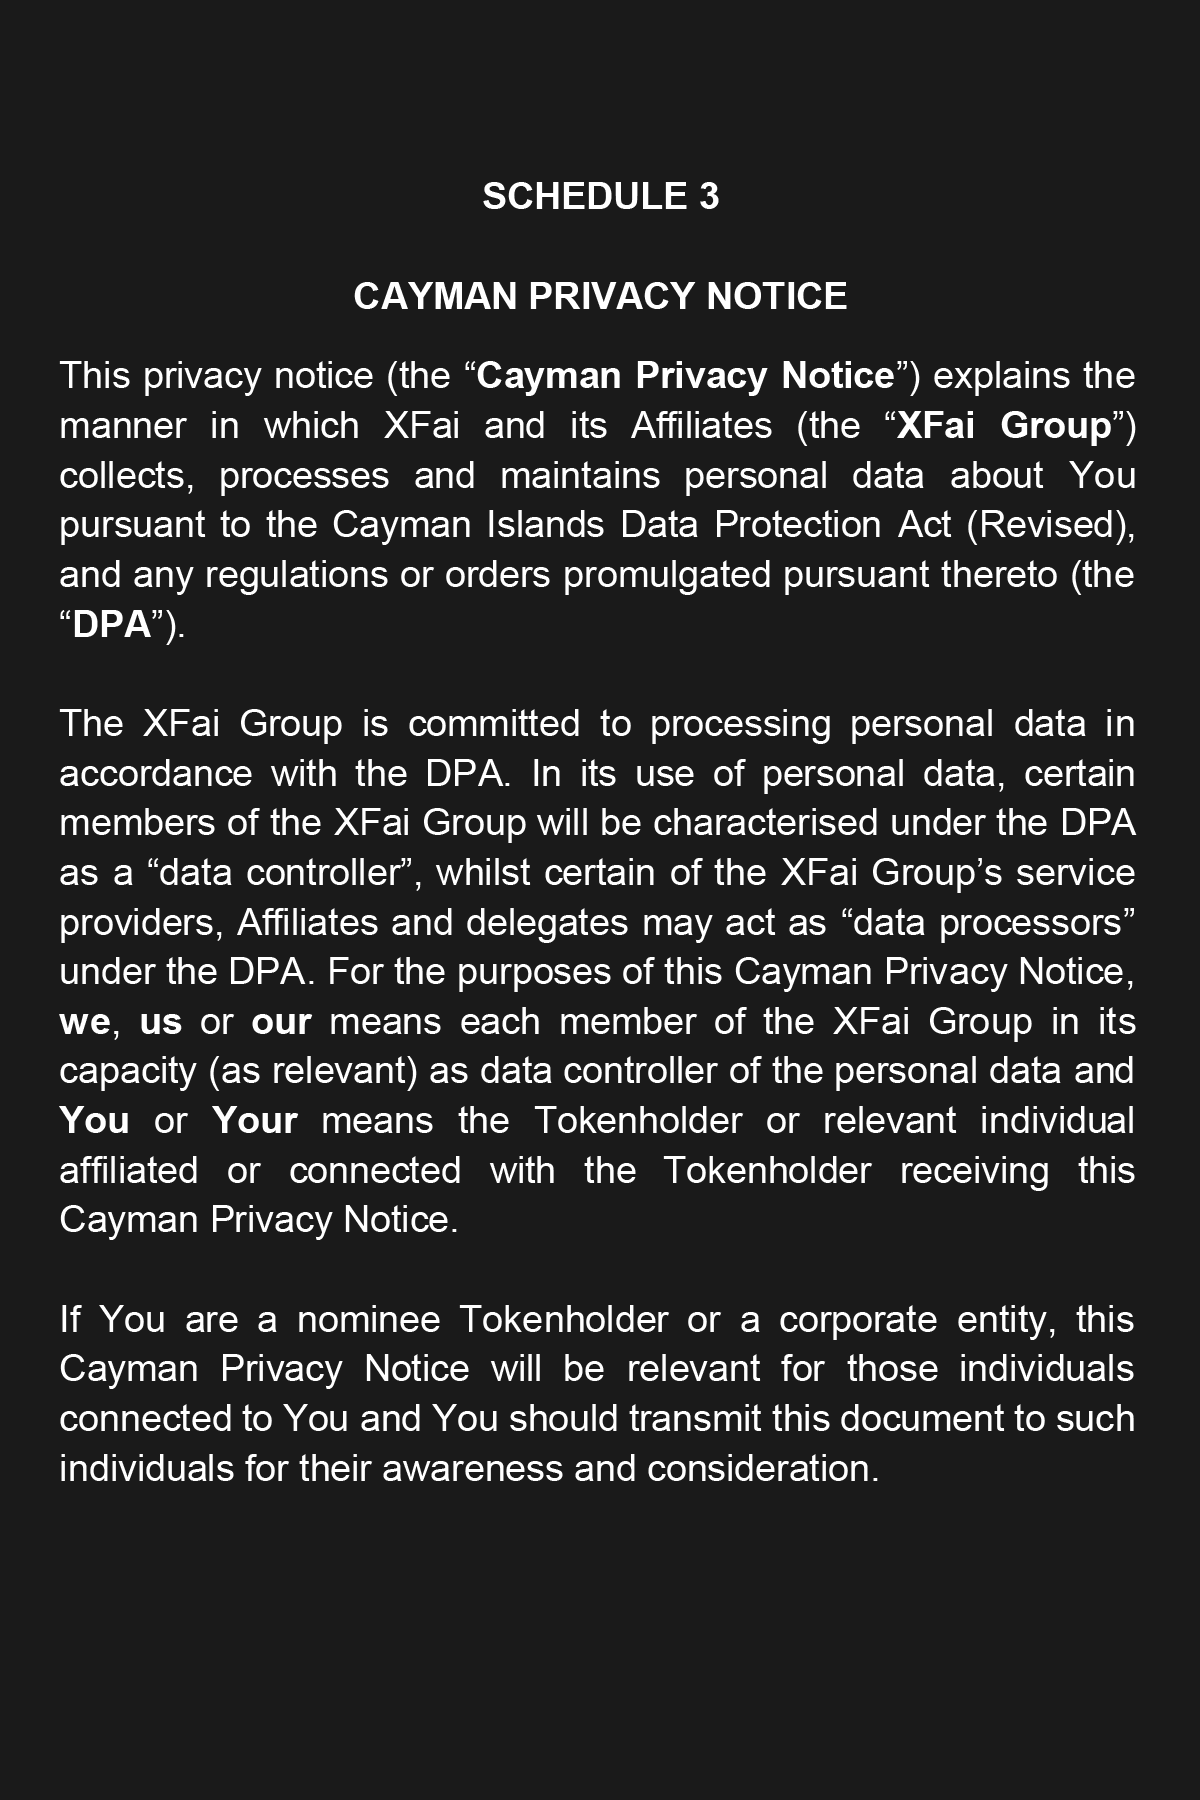 SCHEDULE 3
CAYMAN PRIVACY NOTICE
This privacy notice (the “Cayman Privacy Notice”) explains the
manner in which XFai and its Affiliates (the “XFai Group”)
collects, processes and maintains personal data about You
pursuant to the Cayman Islands Data Protection Act (Revised),
and any regulations or orders promulgated pursuant thereto (the
“DPA”).
The XFai Group is committed to processing personal data in
accordance with the DPA. In its use of personal data, certain
members of the XFai Group will be characterised under the DPA
as a “data controller”, whilst certain of the XFai Group’s service
providers, Affiliates and delegates may act as “data processors”
under the DPA. For the purposes of this Cayman Privacy Notice,
we, us or our means each member of the XFai Group in its
capacity (as relevant) as data controller of the personal data and
You or Your means the Tokenholder or relevant individual
affiliated or connected with the Tokenholder receiving this
Cayman Privacy Notice.
If You are a nominee Tokenholder or a corporate entity, this
Cayman Privacy Notice will be relevant for those individuals
connected to You and You should transmit this document to such
individuals for their awareness and consideration.